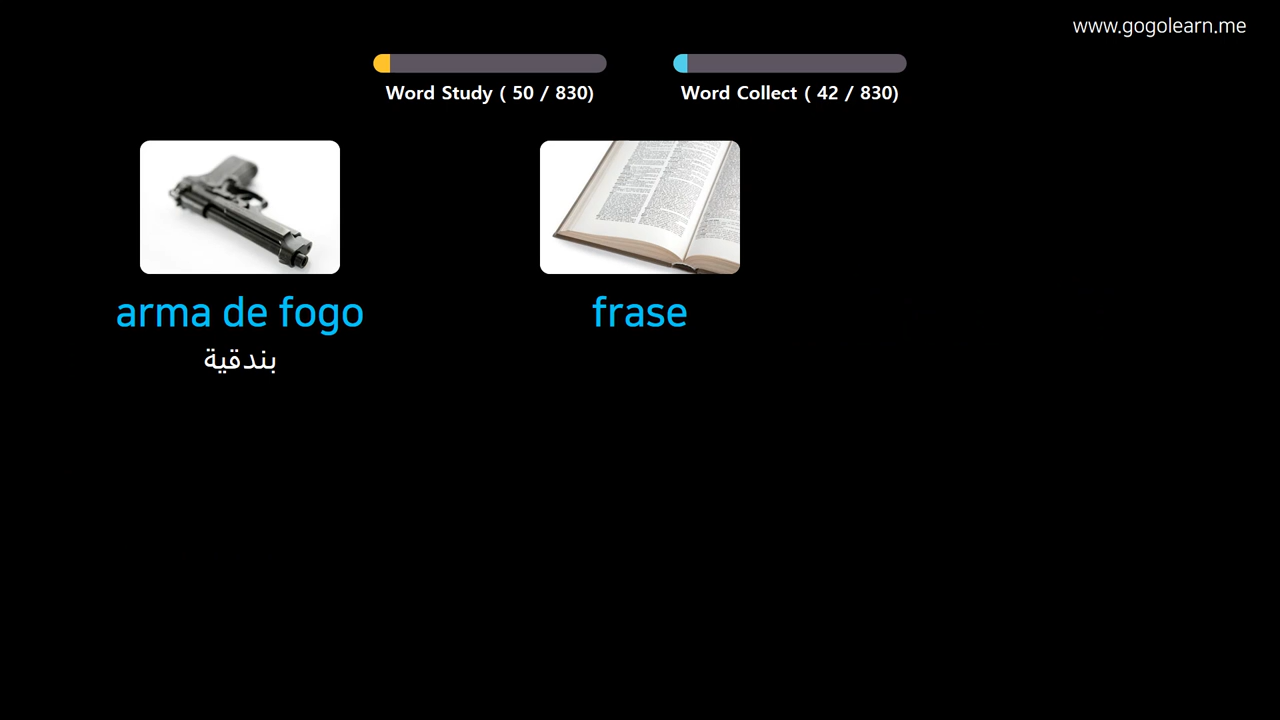 www.gogolearn.me
Word Study ( 50 / 830)
Word Collect ( 42 / 830)
arma de fogo
frase
بندقية